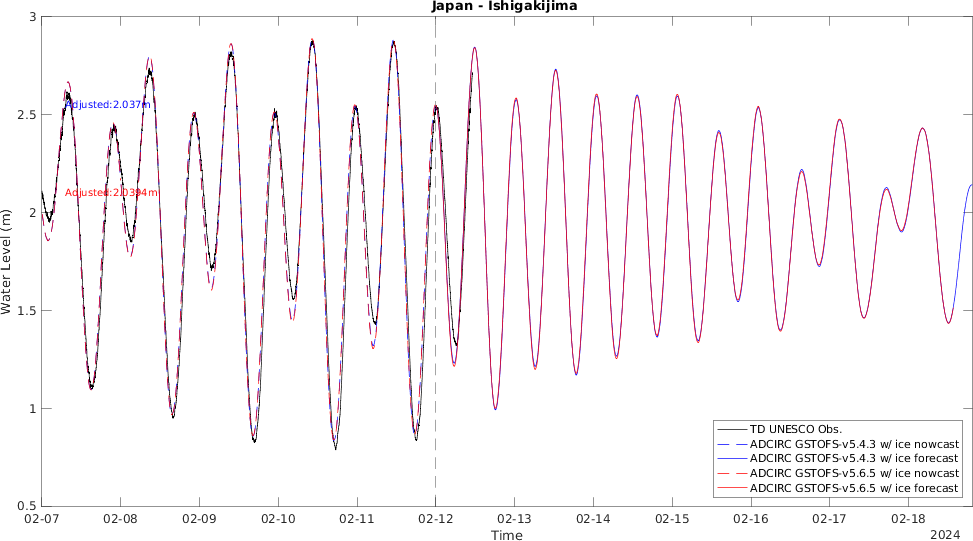 Japan - Ishigakijima
3
2.5
2
1.5
1
0.5
Water Level (m)
Adjusted:2.037m
Adjusted:2.0394m
TD UNESCO Obs.
ADCIRC GSTOFS-v5.4.3 w/ ice nowcast
ADCIRC GSTOFS-v5.4.3 w/ ice forecast
ADCIRC GSTOFS-v5.6.5 w/ ice nowcast
ADCIRC GSTOFS-v5.6.5 w/ ice forecast
02-07 02-08 02-09 02-10 02-11 02-12 02-13 02-14 02-15 02-16 02-17 02-18
Time
2024